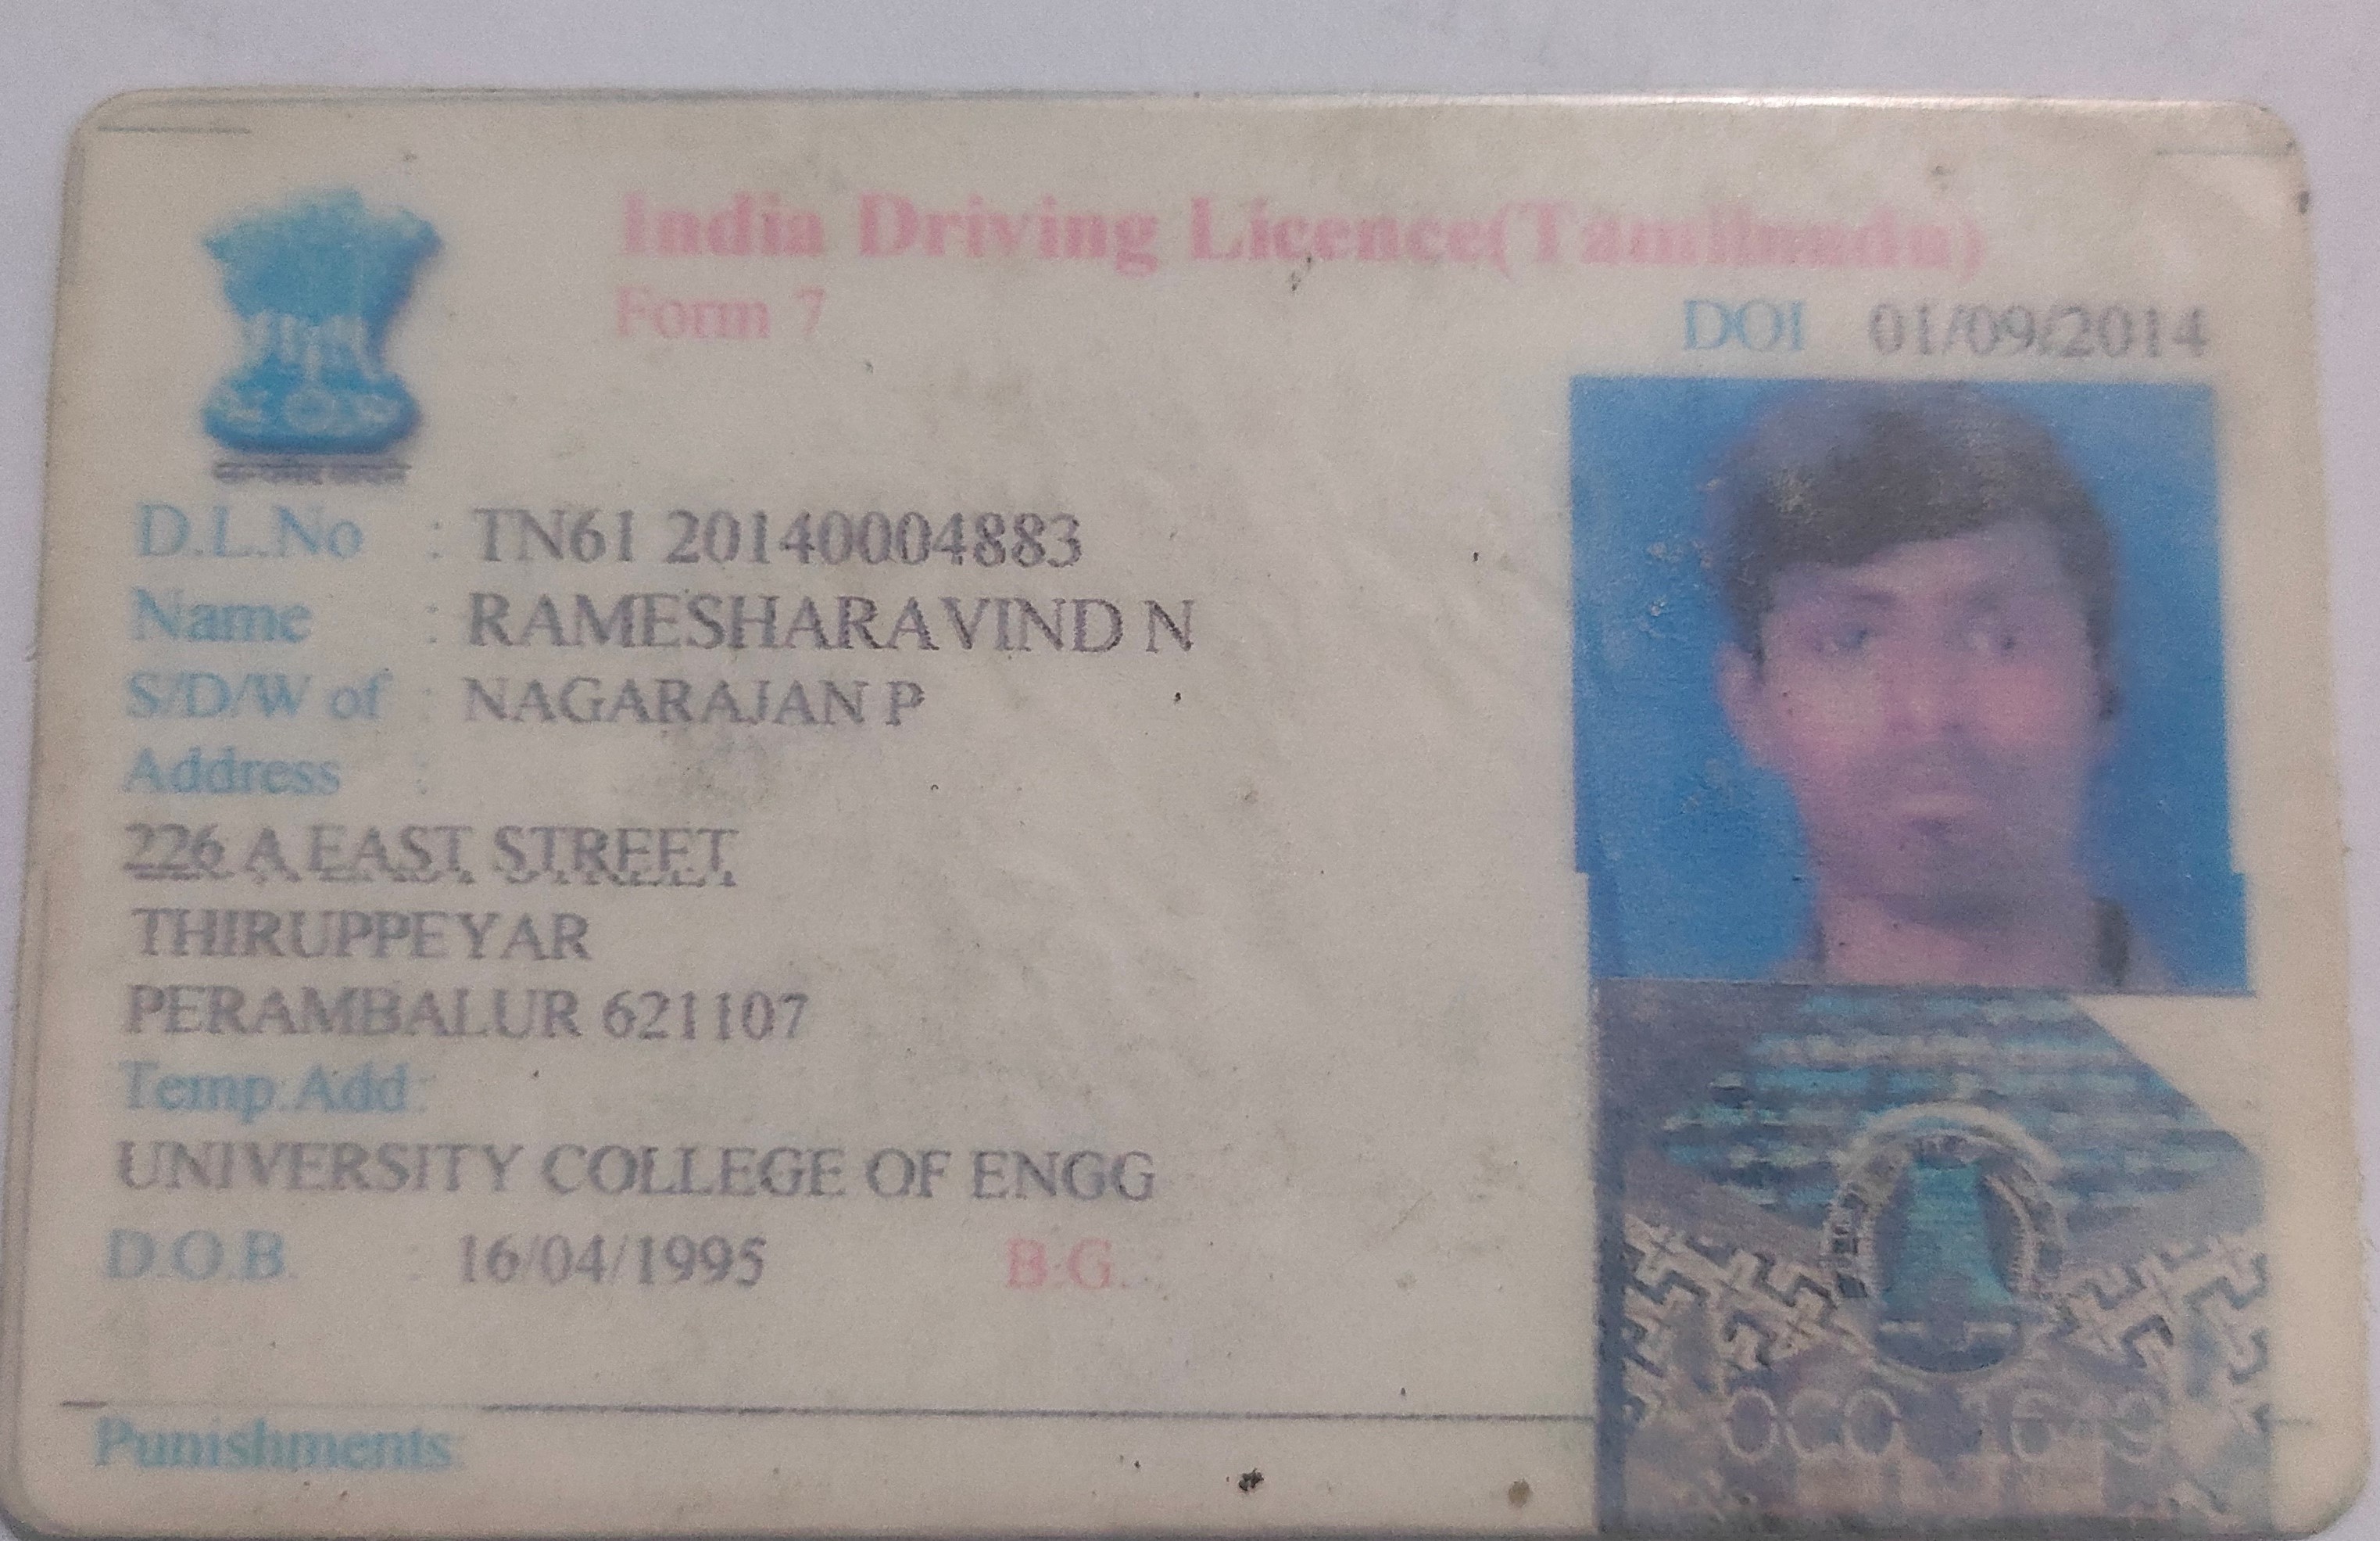 India Driving Licence(Tamilnadu)
Form 7
DOI 01/09/2014
D.L.No : TN61 20140004883
Name : RAMESHARAVIND N
S/D/W of : NAGARAJAN P
Address :
226 A EAST STREET
THIRUPPEYAR
PERAMBALUR 621107
Temp.Add:
UNIVERSITY COLLEGE OF ENGG
D.O.B. : 16/04/1995 B.G. :
Punishments: